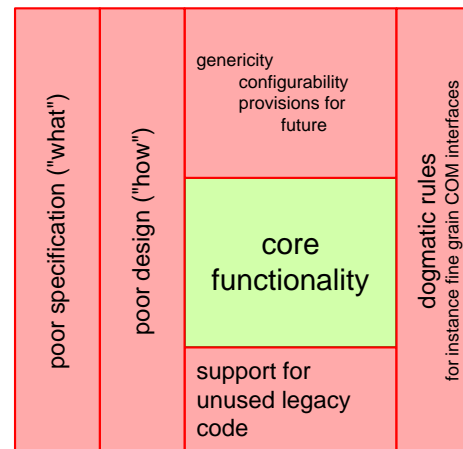 poor specification ("what")
poor design ("how")
genericity
configurability
provisions for
future
core
functionality
support for
unused legacy
code
dogmatic rules
for instance fine grain COM interfaces